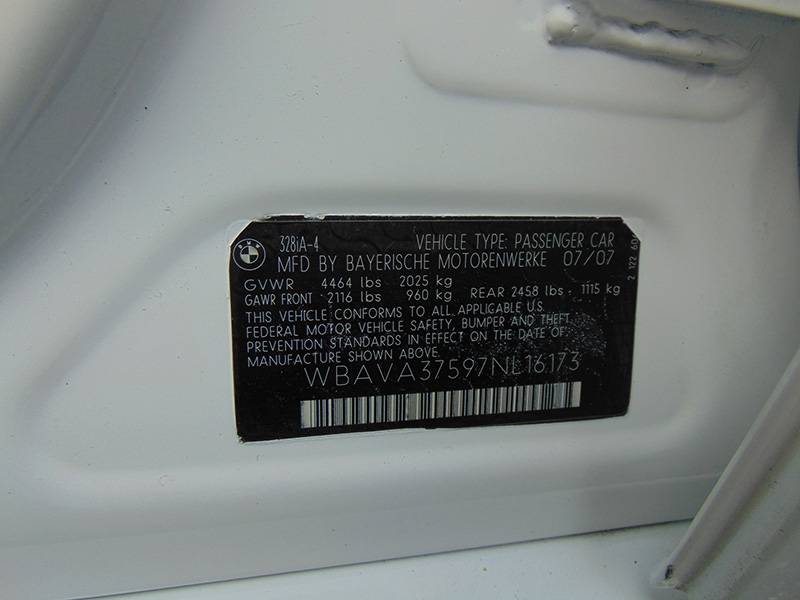 BMW
328iA-4 VEHICLE TYPE: PASSENGER CAR
MFD BY BAYERISCHE MOTORENWERKE 07/07
GVWR 4464 lbs 2025 kg
GAWR FRONT 2116 lbs 960 kg REAR 2458 lbs - 1115 kg
THIS VEHICLE CONFORMS TO ALL APPLICABLE U.S.
FEDERAL MOTOR VEHICLE SAFETY, BUMPER AND THEFT
PREVENTION STANDARDS IN EFFECT ON THE DATE OF
MANUFACTURE SHOWN ABOVE.
WBAVA37597NL16173